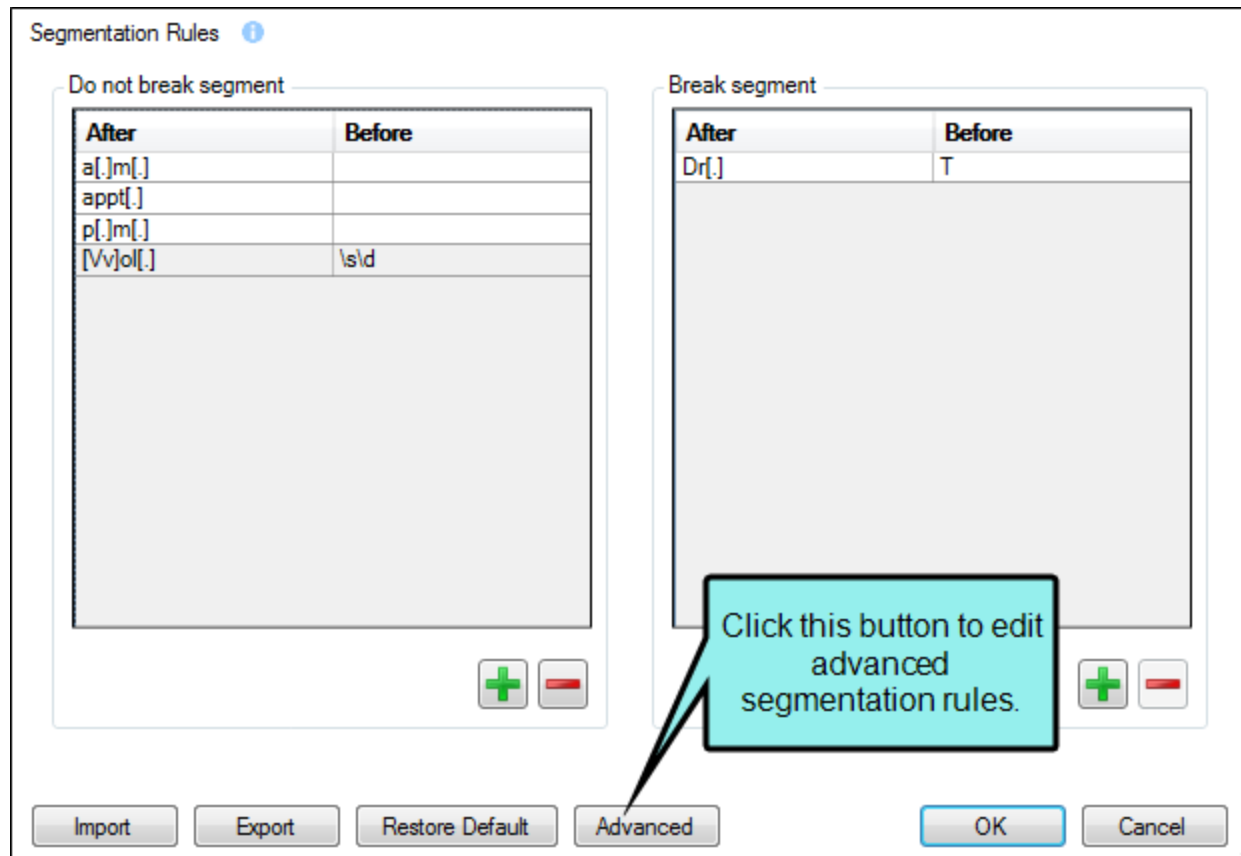 Segmentation Rules
Do not break segment
After Before
a[.]m[.]
appt[.]
p[.]m[.]
[Vv]ol[.] \s\d
Break segment
After Before
Dr[.] T
Click this button to edit
advanced
segmentation rules.
Import Export Restore Default Advanced OK Cancel